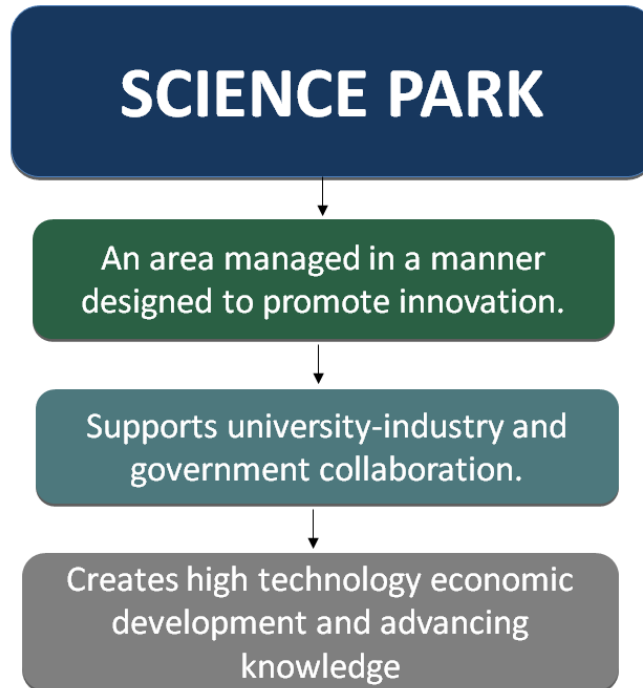 SCIENCE PARK
An area managed in a manner
designed to promote innovation.
Supports university-industry and
government collaboration.
Creates high technology economic
development and advancing
knowledge